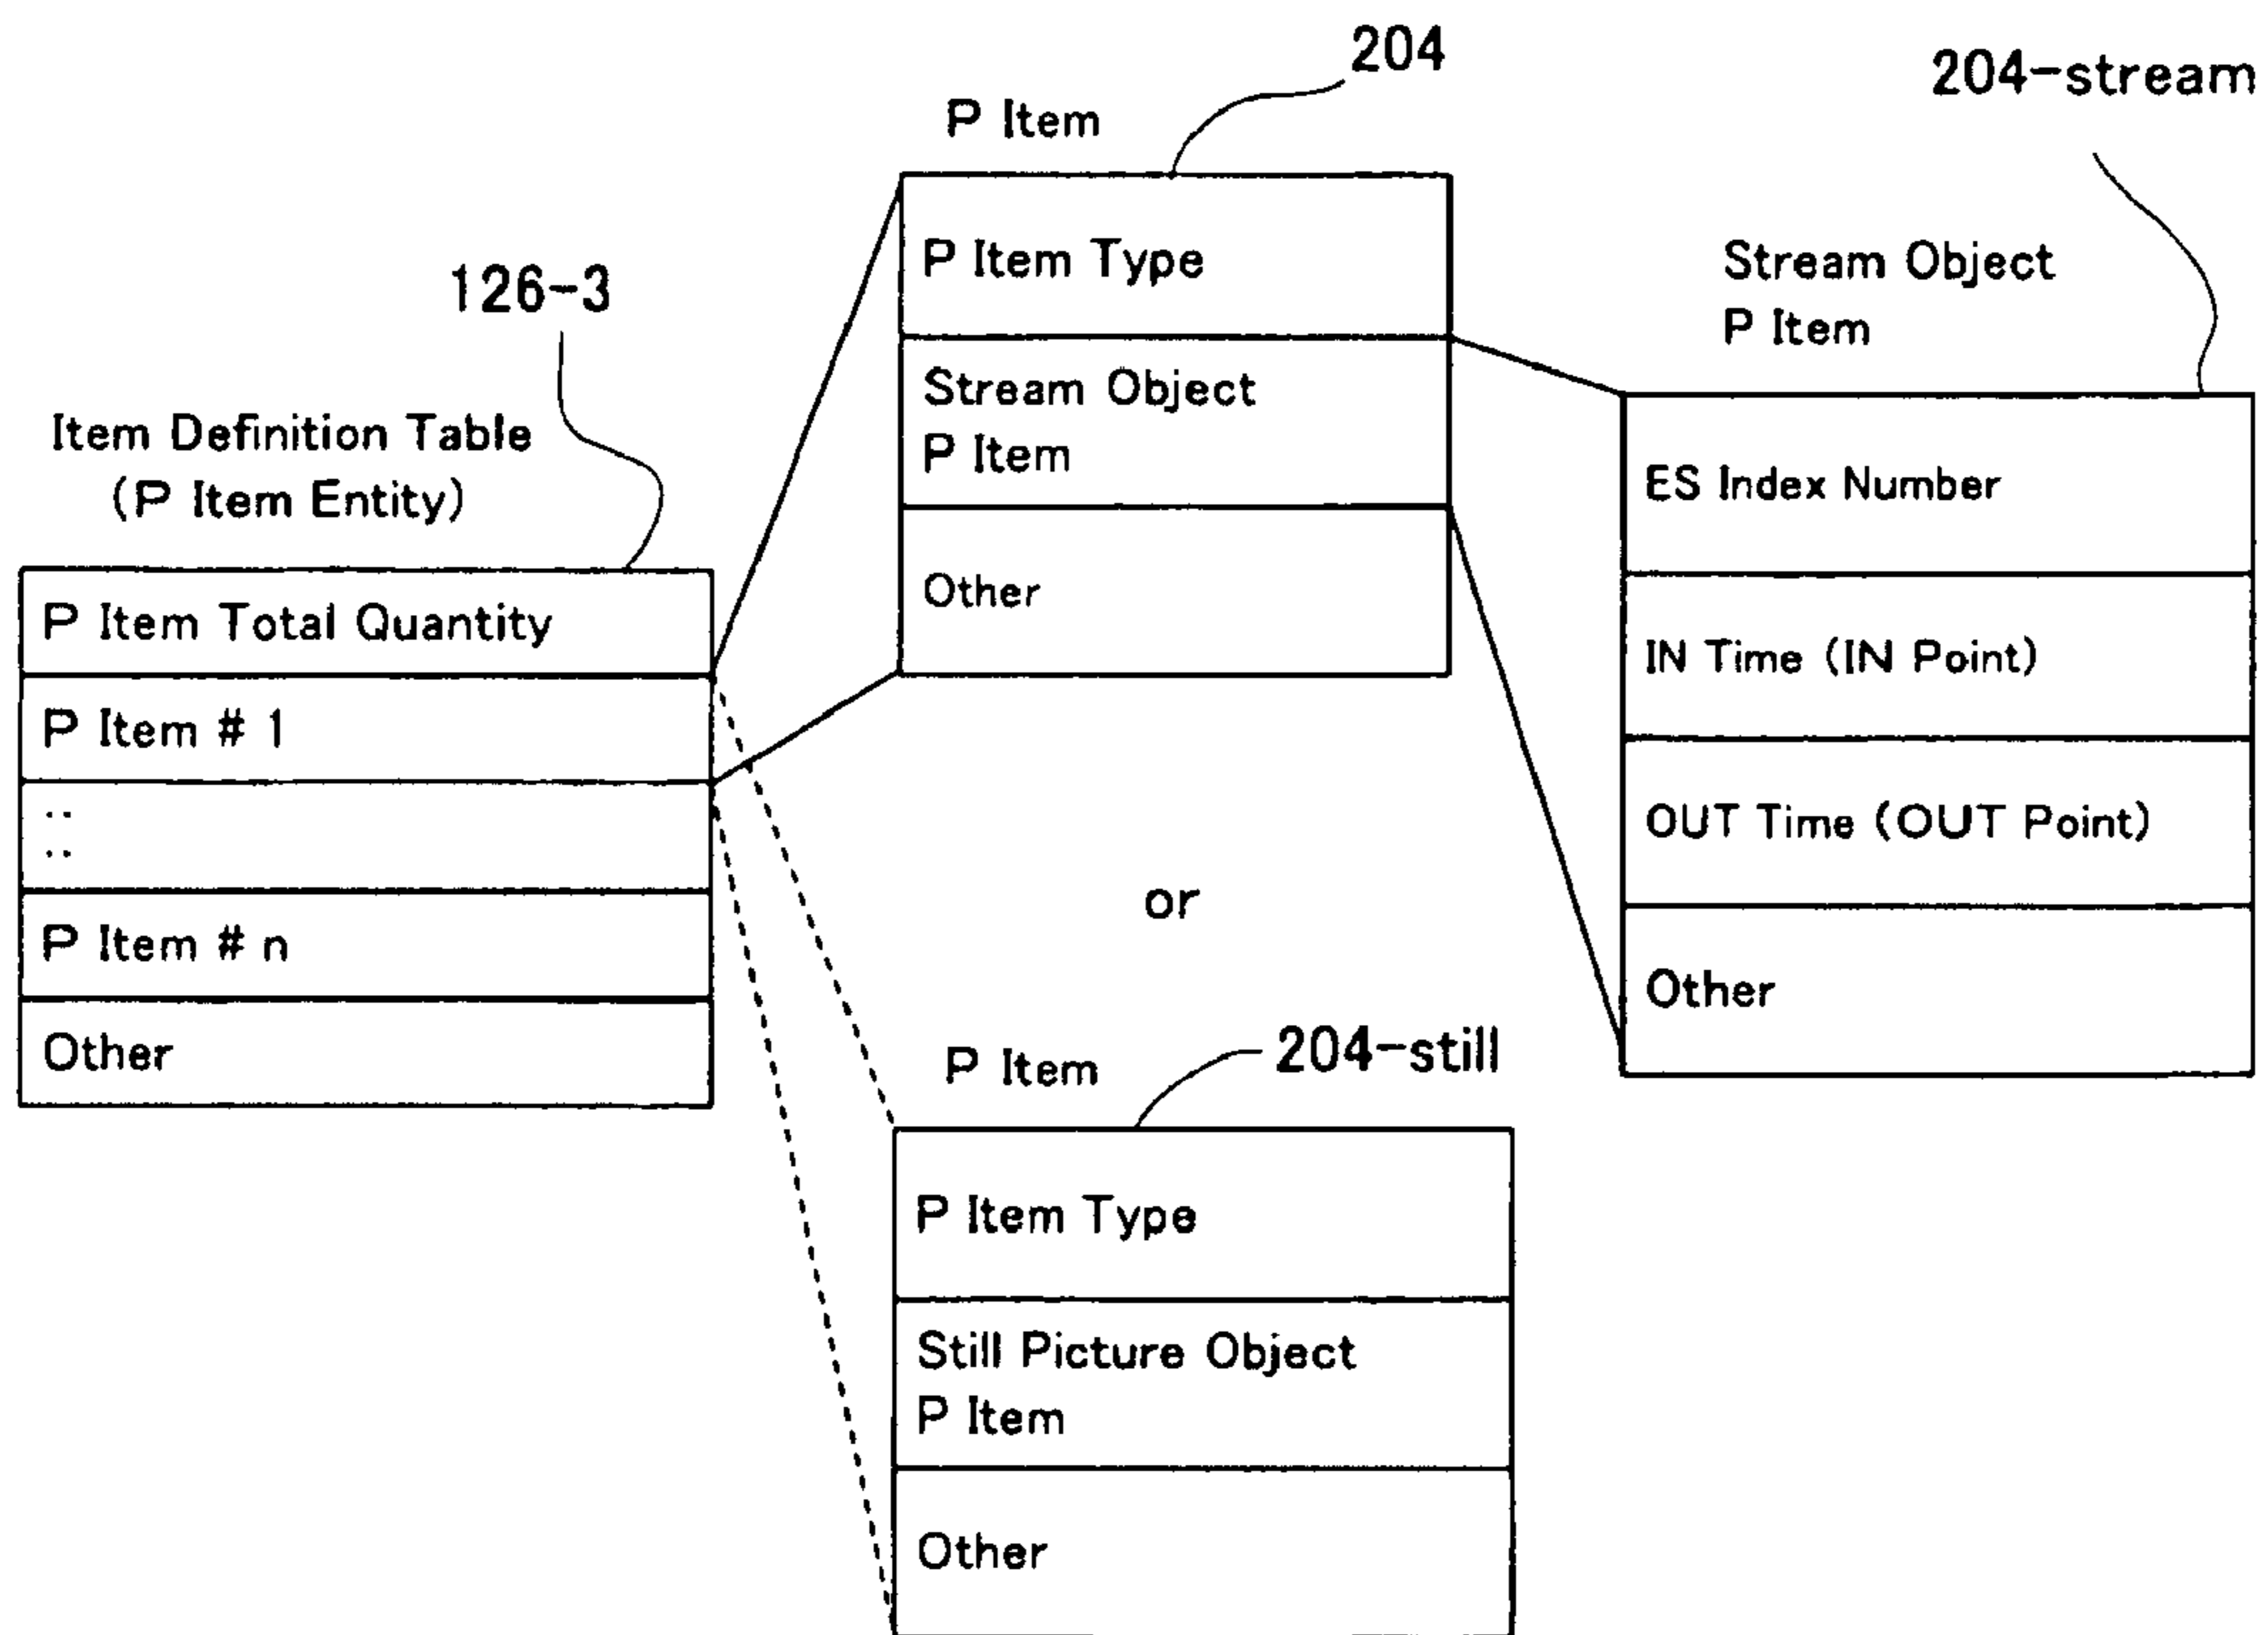 204
204-stream
P Item
126-3
Item Definition Table
(P Item Entity)
P Item Total Quantity
P Item # 1
::
::
P Item # n
Other
P Item Type
Stream Object
P Item
Other
Stream Object
P Item
ES Index Number
IN Time (IN Point)
OUT Time (OUT Point)
Other
or
P Item
204-still
P Item Type
Still Picture Object
P Item
Other